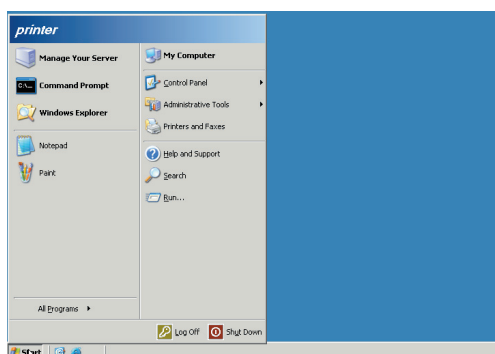 printer
Manage Your Server
Command Prompt
Windows Explorer
Notepad
Paint
All Programs
My Computer
Control Panel
Administrative Tools
Printers and Faxes
Help and Support
Search
Run...
Log Off
Shut Down
Start